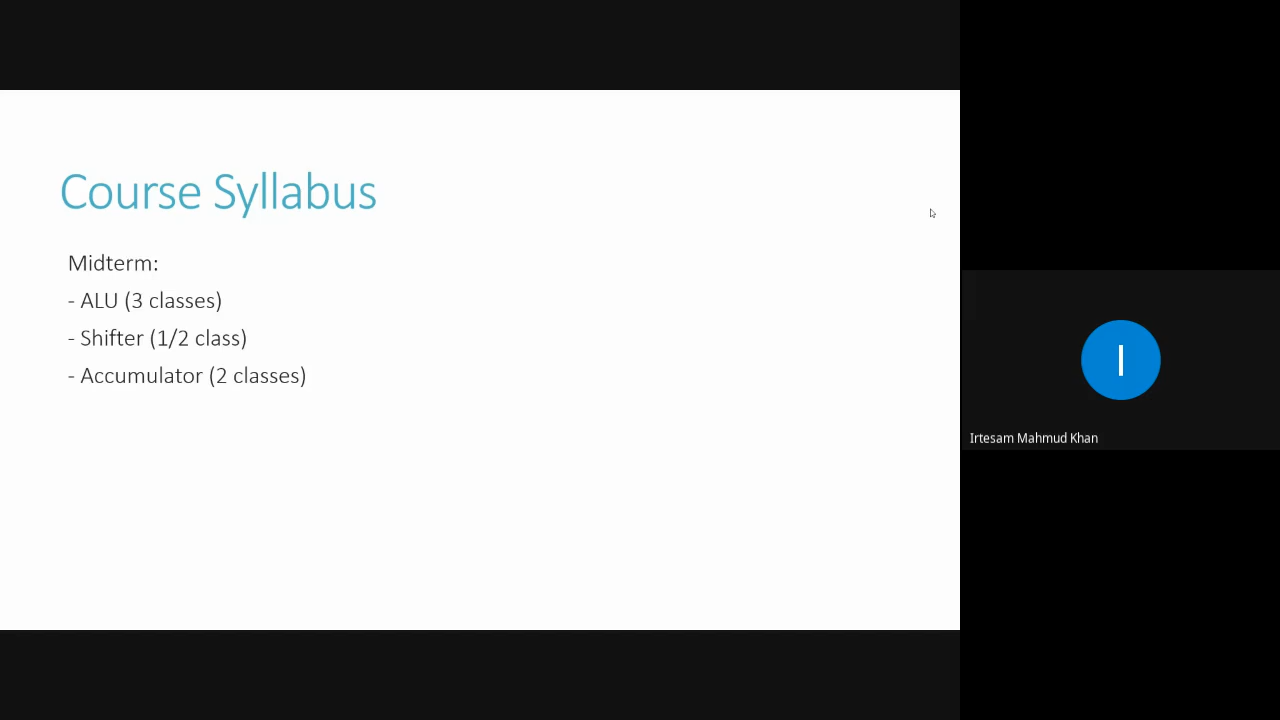 Course Syllabus
Midterm:
- ALU (3 classes)
- Shifter (1/2 class)
- Accumulator (2 classes)
I
Irtesam Mahmud Khan